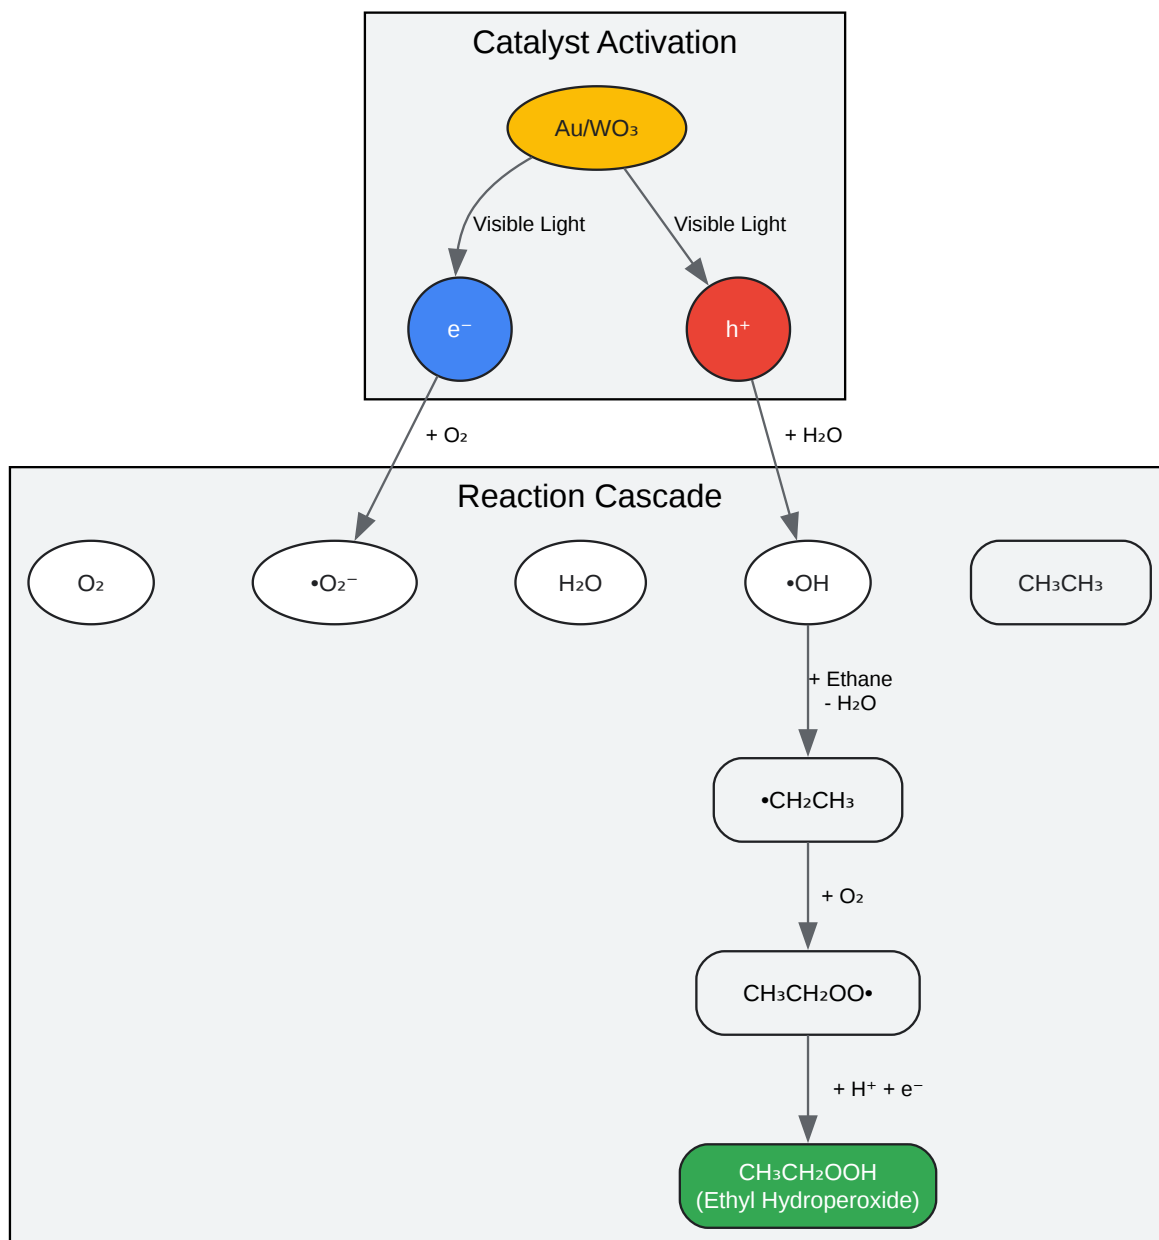 Catalyst Activation
Au/WO₃
Visible Light
Visible Light
e⁻
h⁺
+ O₂
+ H₂O
Reaction Cascade
O₂
•O₂⁻
H₂O
•OH
CH₃CH₃
+ Ethane
- H₂O
•CH₂CH₃
+ O₂
CH₃CH₂OO•
+ H⁺ + e⁻
CH₃CH₂OOH
(Ethyl Hydroperoxide)